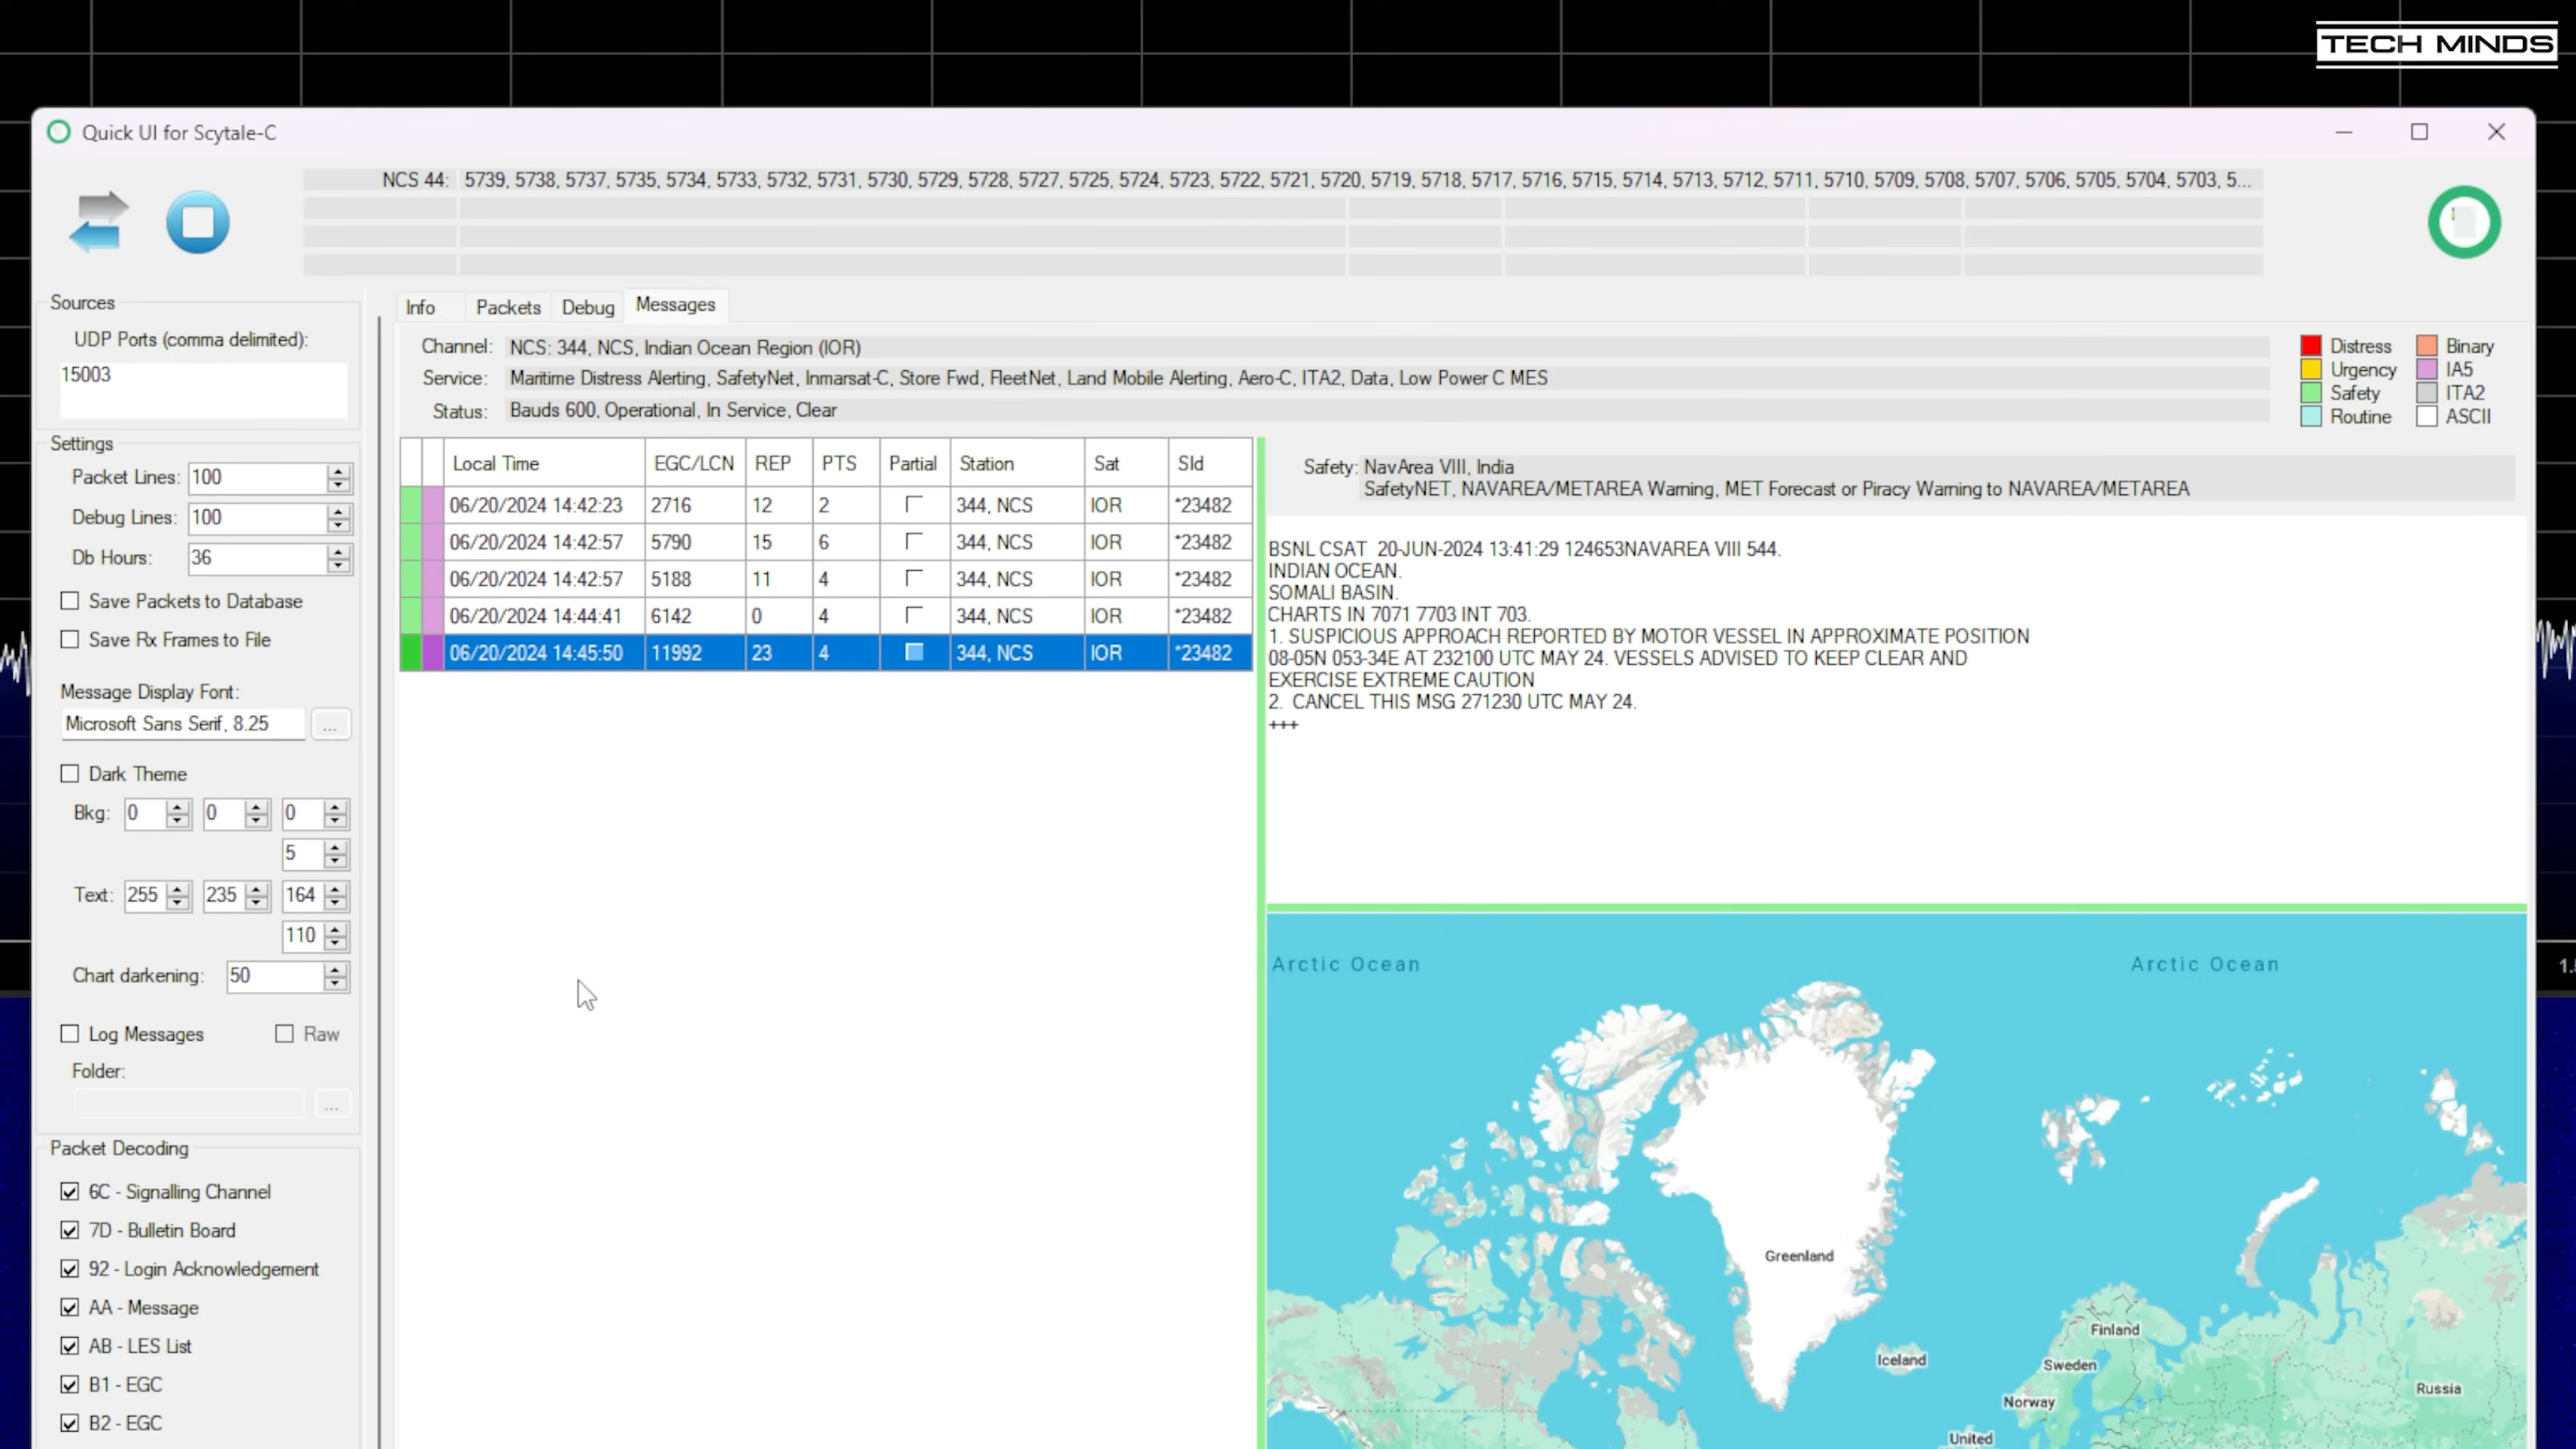 TECH MINDS
Quick UI for Scytale-C
NCS 44: 5739, 5738, 5737, 5735, 5734, 5733, 5732, 5731, 5730, 5729, 5728, 5727, 5725, 5724, 5723, 5722, 5721, 5720, 5719, 5718, 5717, 5716, 5715, 5714, 5713, 5712, 5711, 5710, 5709, 5708, 5707, 5706, 5705, 5704, 5703, 5...
Sources
UDP Ports (comma delimited):
15003
Settings
Packet Lines: 100
Debug Lines: 100
Db Hours: 36
Save Packets to Database
Save Rx Frames to File
Message Display Font:
Microsoft Sans Serif, 8.25 ...
Dark Theme
Bkg: 0 0 0
5
Text: 255 235 164
110
Chart darkening: 50
Log Messages Raw
Folder:
...
Packet Decoding
6C - Signalling Channel
7D - Bulletin Board
92 - Login Acknowledgement
AA - Message
AB - LES List
B1 - EGC
B2 - EGC
Info Packets Debug Messages
Channel: NCS: 344, NCS, Indian Ocean Region (IOR)
Service: Maritime Distress Alerting, SafetyNet, Inmarsat-C, Store Fwd, FleetNet, Land Mobile Alerting, Aero-C, ITA2, Data, Low Power C MES
Status: Bauds 600, Operational, In Service, Clear
Distress Binary
Urgency IA5
Safety ITA2
Routine ASCII
Local Time EGC/LCN REP PTS Partial Station Sat SId
06/20/2024 14:42:23 2716 12 2 344, NCS IOR *23482
06/20/2024 14:42:57 5790 15 6 344, NCS IOR *23482
06/20/2024 14:42:57 5188 11 4 344, NCS IOR *23482
06/20/2024 14:44:41 6142 0 4 344, NCS IOR *23482
06/20/2024 14:45:50 11992 23 4 344, NCS IOR *23482
Safety: NavArea VIII, India
SafetyNET, NAVAREA/METAREA Warning, MET Forecast or Piracy Warning to NAVAREA/METAREA
BSNL CSAT  20-JUN-2024 13:41:29 124653NAVAREA VIII 544.
INDIAN OCEAN.
SOMALI BASIN.
CHARTS IN 7071 7703 INT 703.
1. SUSPICIOUS APPROACH REPORTED BY MOTOR VESSEL IN APPROXIMATE POSITION
08-05N 053-34E AT 232100 UTC MAY 24. VESSELS ADVISED TO KEEP CLEAR AND
EXERCISE EXTREME CAUTION
2.  CANCEL THIS MSG 271230 UTC MAY 24.
+++
Arctic Ocean Arctic Ocean
Greenland
Finland
Iceland
Sweden
Russia
Norway
United